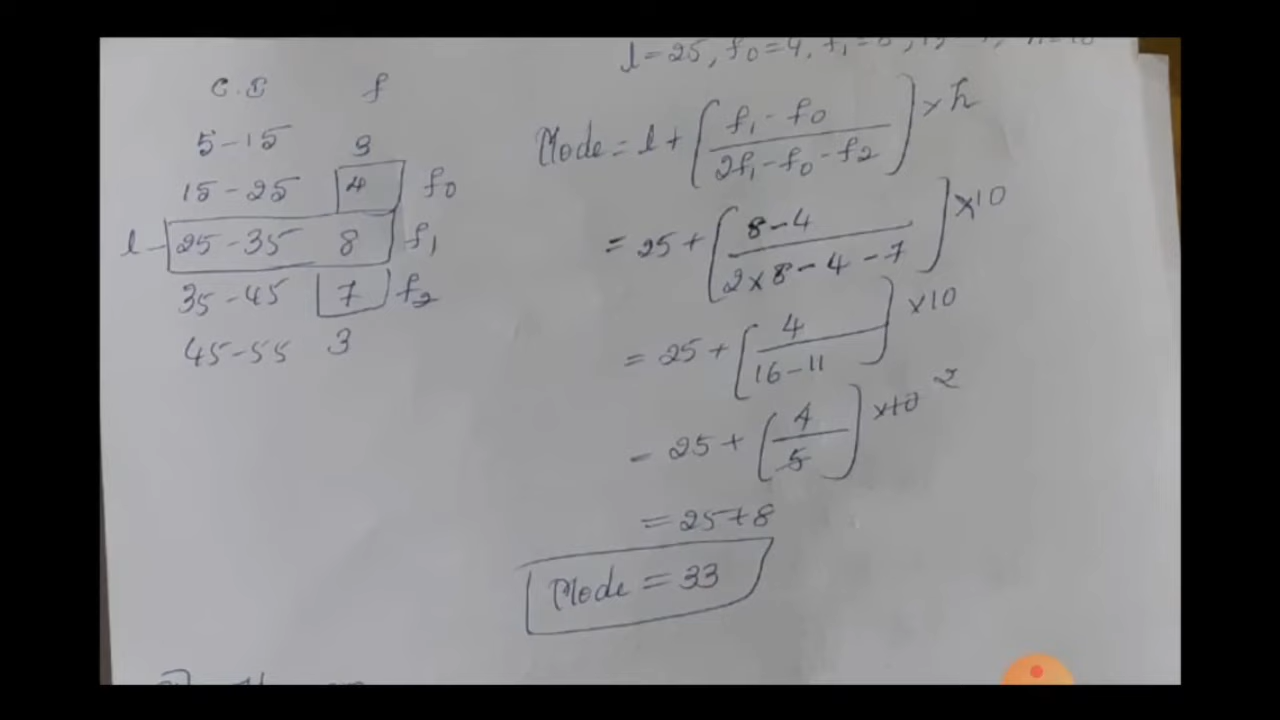 l=25, f0=4, f1=8
C.I f
5-15 3
15-25 4 f0
l- 25-35 8 f1
35-45 7 f2
45-55 3
Mode = l + [f1-f0 / 2f1-f0-f2] × h
= 25 + [8-4 / 2×8-4-7] ×10
= 25 + [4 / 16-11] ×10
= 25 + [4 / 5] ×10 2
= 25+8
Mode = 33